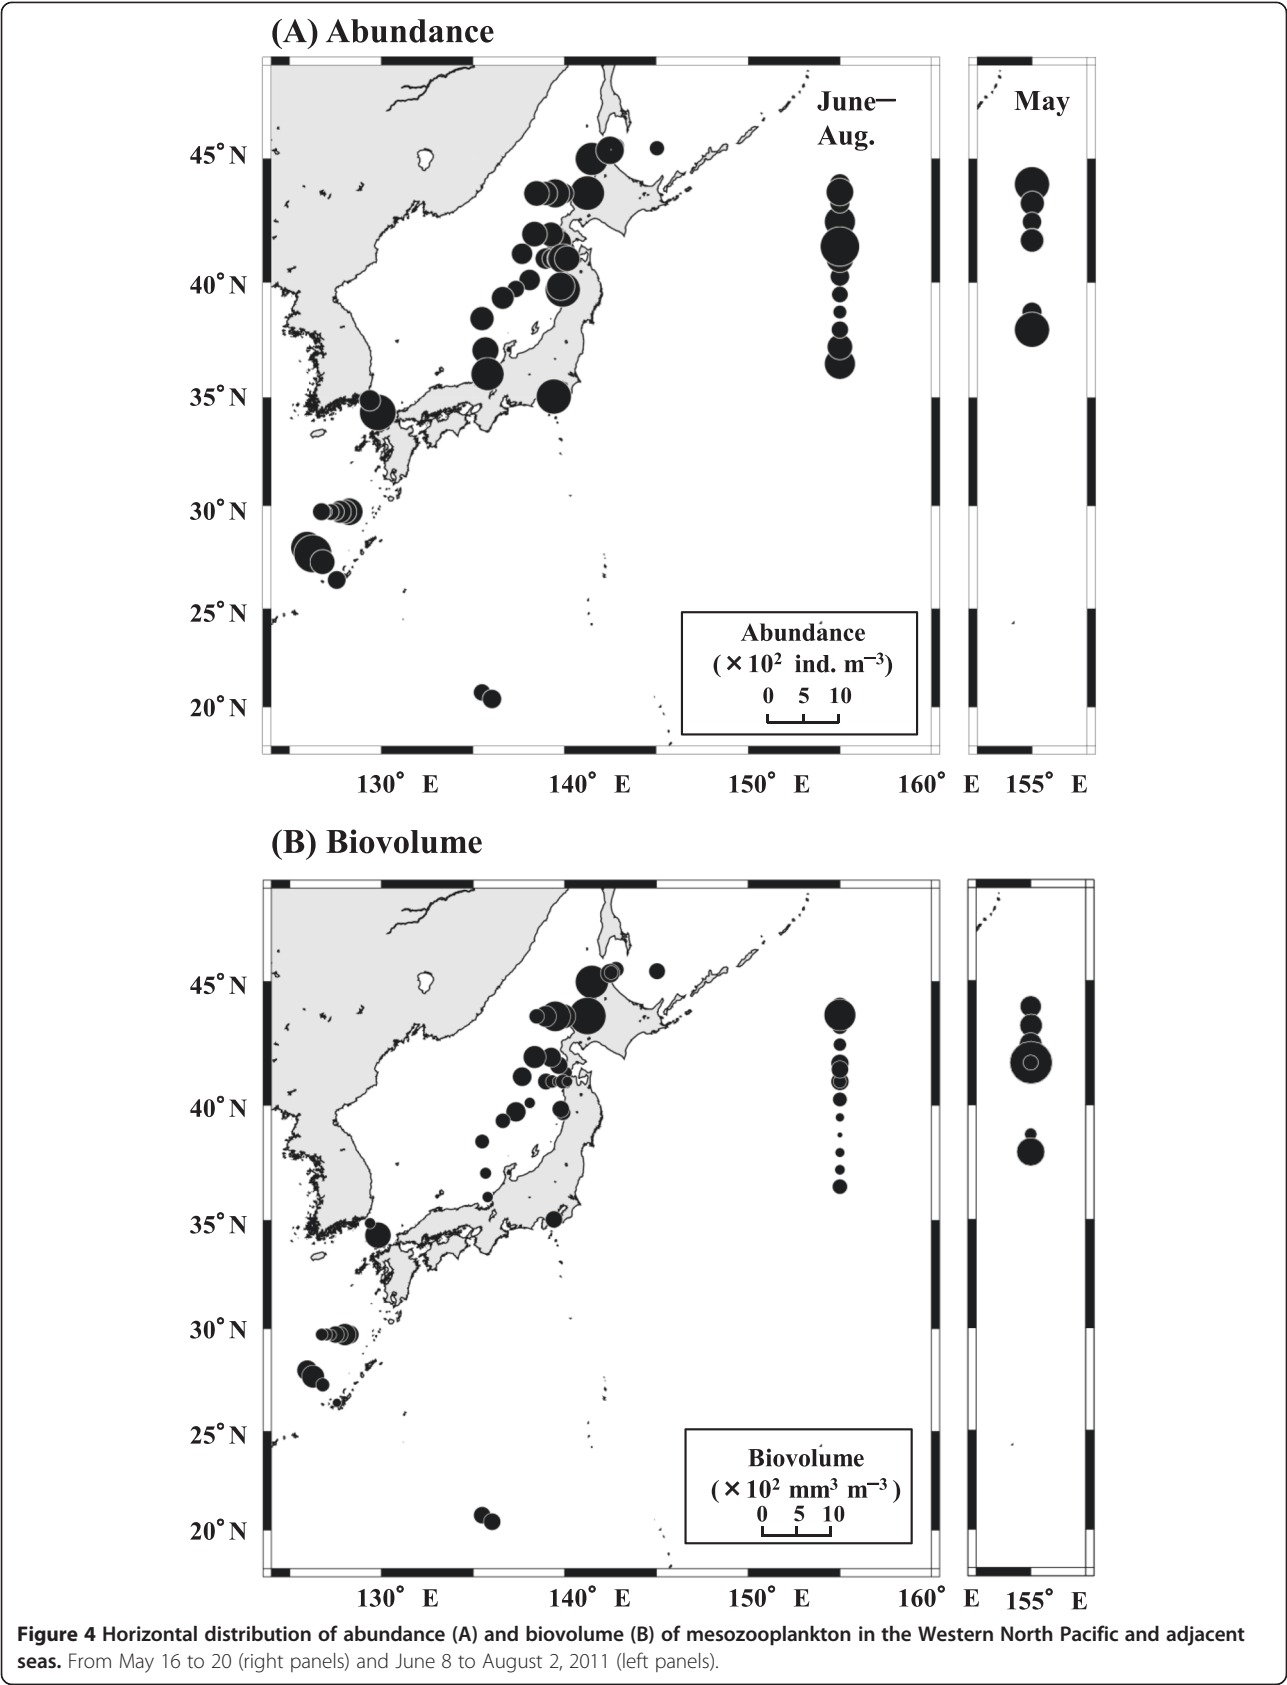 (A) Abundance
June–
Aug.
May
45° N
40° N
35° N
30° N
25° N
20° N
Abundance
(×10² ind. m⁻³)
0 5 10
130° E 140° E 150° E 160° E 155° E
(B) Biovolume
45° N
40° N
35° N
30° N
25° N
20° N
Biovolume
(×10² mm³ m⁻³)
0 5 10
130° E 140° E 150° E 160° E 155° E
Figure 4 Horizontal distribution of abundance (A) and biovolume (B) of mesozooplankton in the Western North Pacific and adjacent
seas. From May 16 to 20 (right panels) and June 8 to August 2, 2011 (left panels).